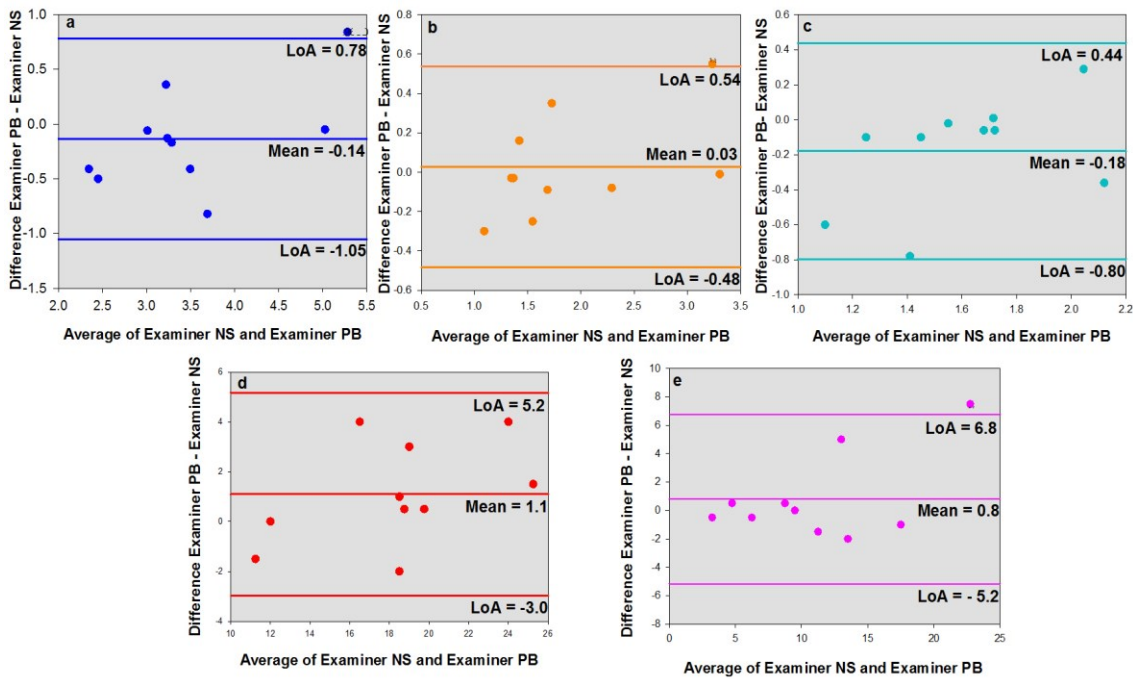 a
1.0
0.5
0.0
-0.5
-1.0
-1.5
LoA = 0.78
Mean = -0.14
LoA = -1.05
2.0 2.5 3.0 3.5 4.0 4.5 5.0 5.5
Difference Examiner PB - Examiner NS
Average of Examiner NS and Examiner PB
b
0.8
0.6
0.4
0.2
0.0
-0.2
-0.4
0.6
LoA = 0.54
Mean = 0.03
LoA = -0.48
0.5 1.0 1.5 2.0 2.5 3.0 3.5
Difference Examiner PB - Examiner NS
Average of Examiner NS and Examiner PB
c
0.6
0.4
0.2
0.0
-0.2
-0.4
-0.6
-0.8
-1.0
LoA = 0.44
Mean = -0.18
LoA = -0.80
1.0 1.2 1.4 1.6 1.8 2.0 2.2
Difference Examiner PB- Examiner NS
Average of Examiner NS and Examiner PB
d
6
4
2
0
-2
-4
LoA = 5.2
Mean = 1.1
LoA = -3.0
10 12 14 16 18 20 22 24 26
Difference Examiner PB - Examiner NS
Average of Examiner NS and Examiner PB
e
10
8
6
4
2
0
-2
-4
-6
-8
LoA = 6.8
Mean = 0.8
LoA = - 5.2
0 5 10 15 20 25
Difference Examiner PB - Examiner NS
Average of Examiner NS and Examiner PB